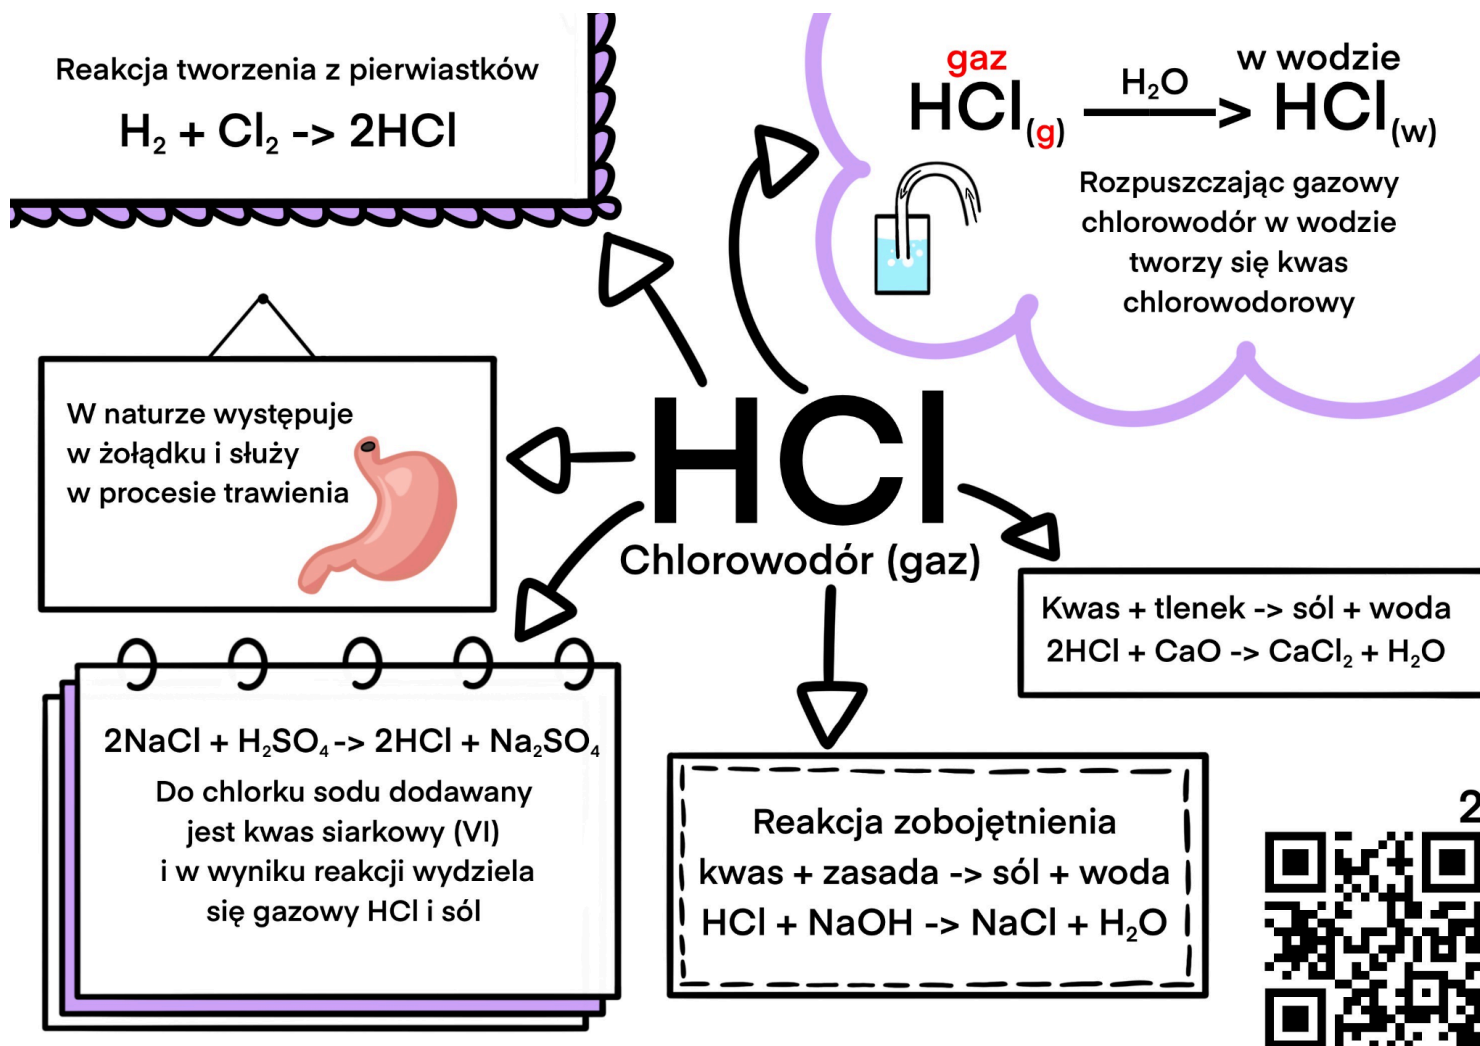 Reakcja tworzenia z pierwiastków
H₂ + Cl₂ -> 2HCl
gaz
w wodzie
HCl(g) H₂O > HCl(w)
Rozpuszczając gazowy
chlorowodór w wodzie
tworzy się kwas
chlorowodorowy
W naturze występuje
w żołądku i służy
w procesie trawienia
HCl
Chlorowodór (gaz)
Kwas + tlenek -> sól + woda
2HCl + CaO -> CaCl₂ + H₂O
2NaCl + H₂SO₄ -> 2HCl + Na₂SO₄
Do chlorku sodu dodawany
jest kwas siarkowy (VI)
i w wyniku reakcji wydziela
się gazowy HCl i sól
Reakcja zobojętnienia
kwas + zasada -> sól + woda
HCl + NaOH -> NaCl + H₂O
2